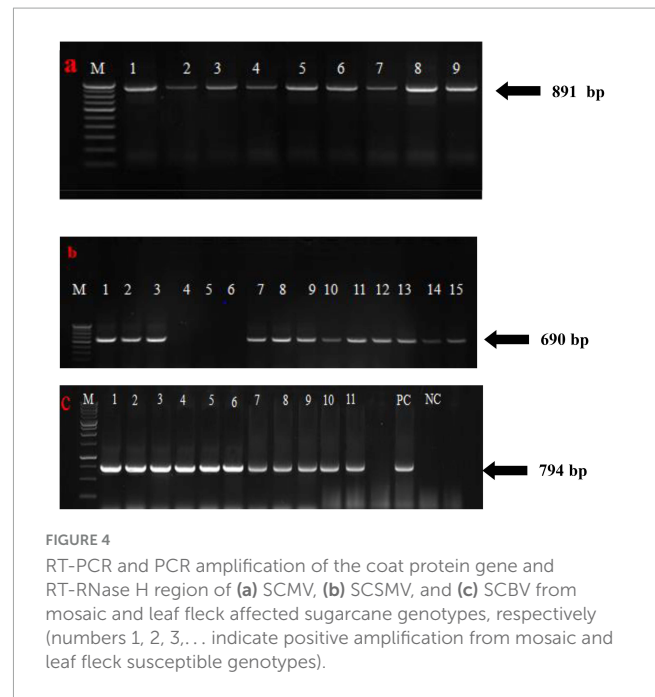 a M 1 2 3 4 5 6 7 8 9
891 bp
b
M 1 2 3 4 5 6 7 8 9 10 11 12 13 14 15
690 bp
c M 1 2 3 4 5 6 7 8 9 10 11 PC NC
794 bp
FIGURE 4
RT-PCR and PCR amplification of the coat protein gene and
RT-RNase H region of (a) SCMV, (b) SCSMV, and (c) SCBV from
mosaic and leaf fleck affected sugarcane genotypes, respectively
(numbers 1, 2, 3,... indicate positive amplification from mosaic and
leaf fleck susceptible genotypes).